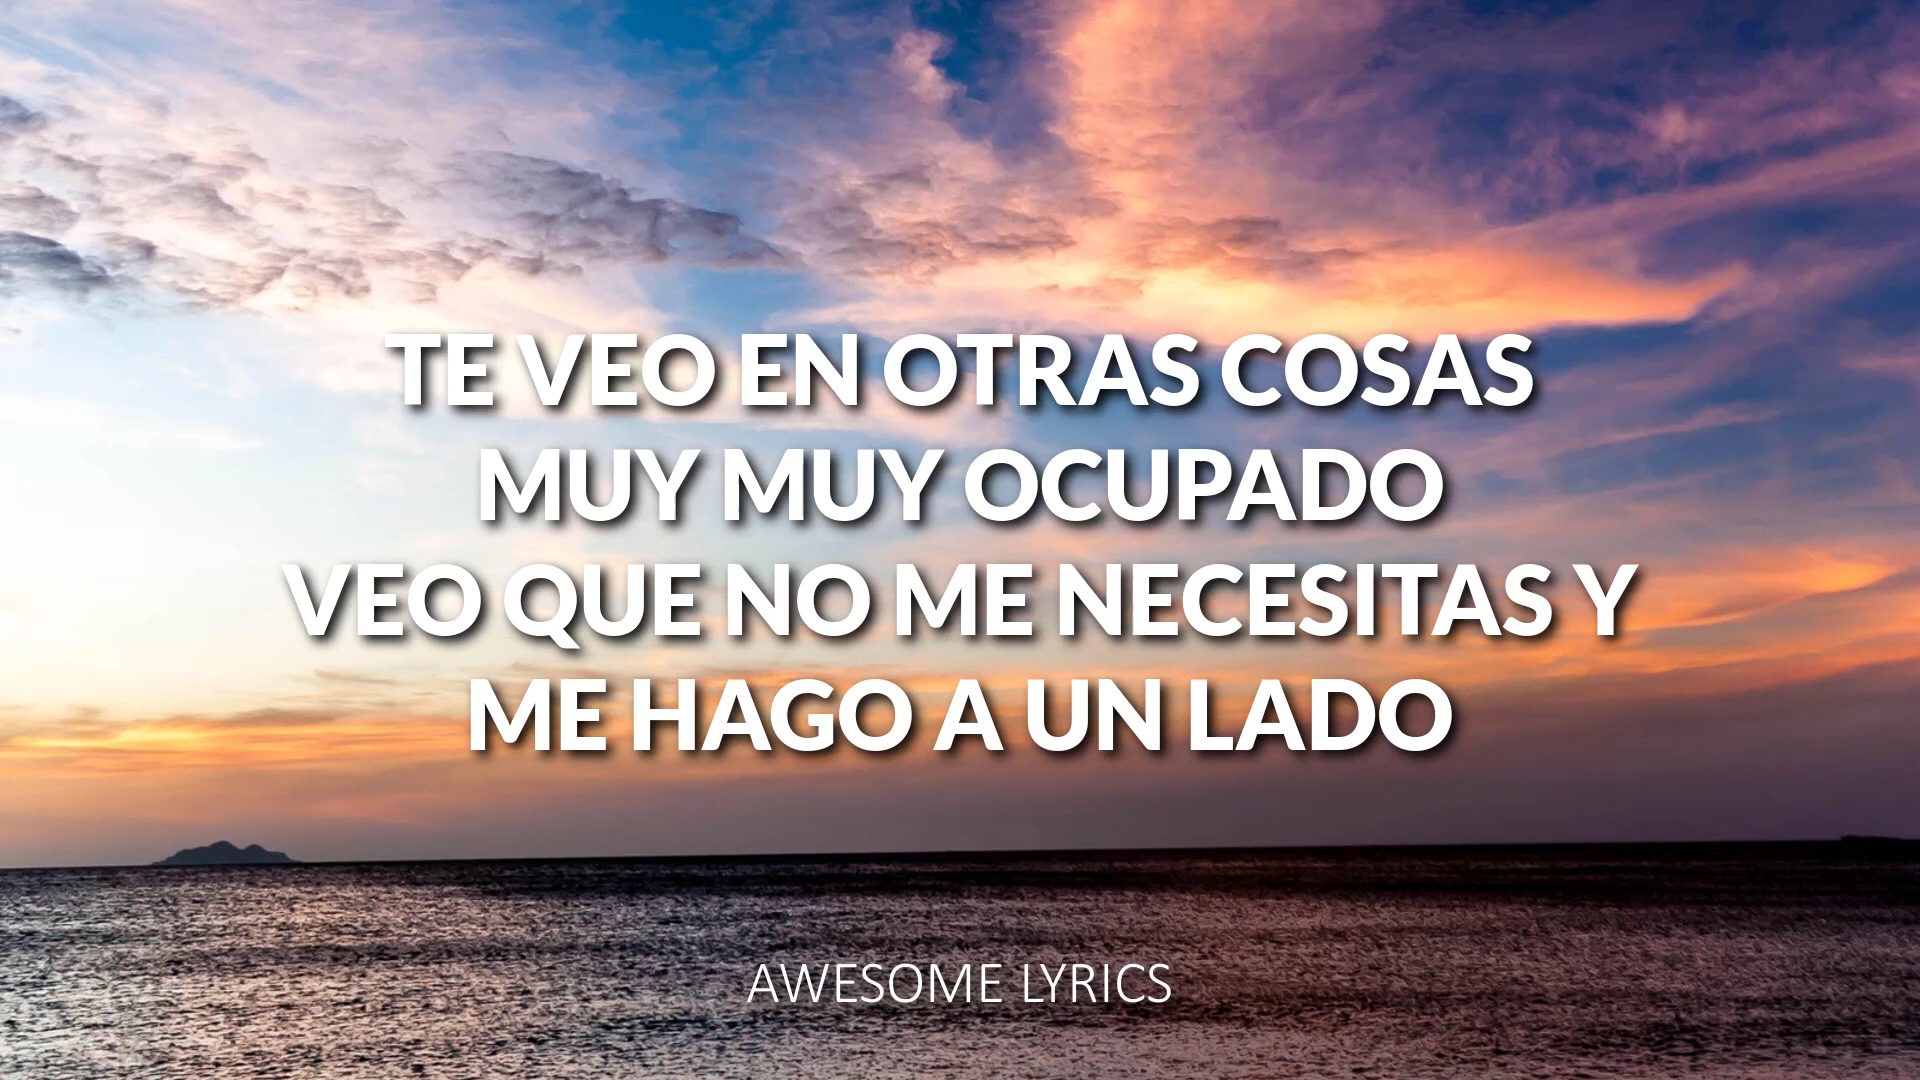 TE VEO EN OTRAS COSAS
MUY MUY OCUPADO
VEO QUE NO ME NECESITAS Y
ME HAGO A UN LADO
AWESOME LYRICS